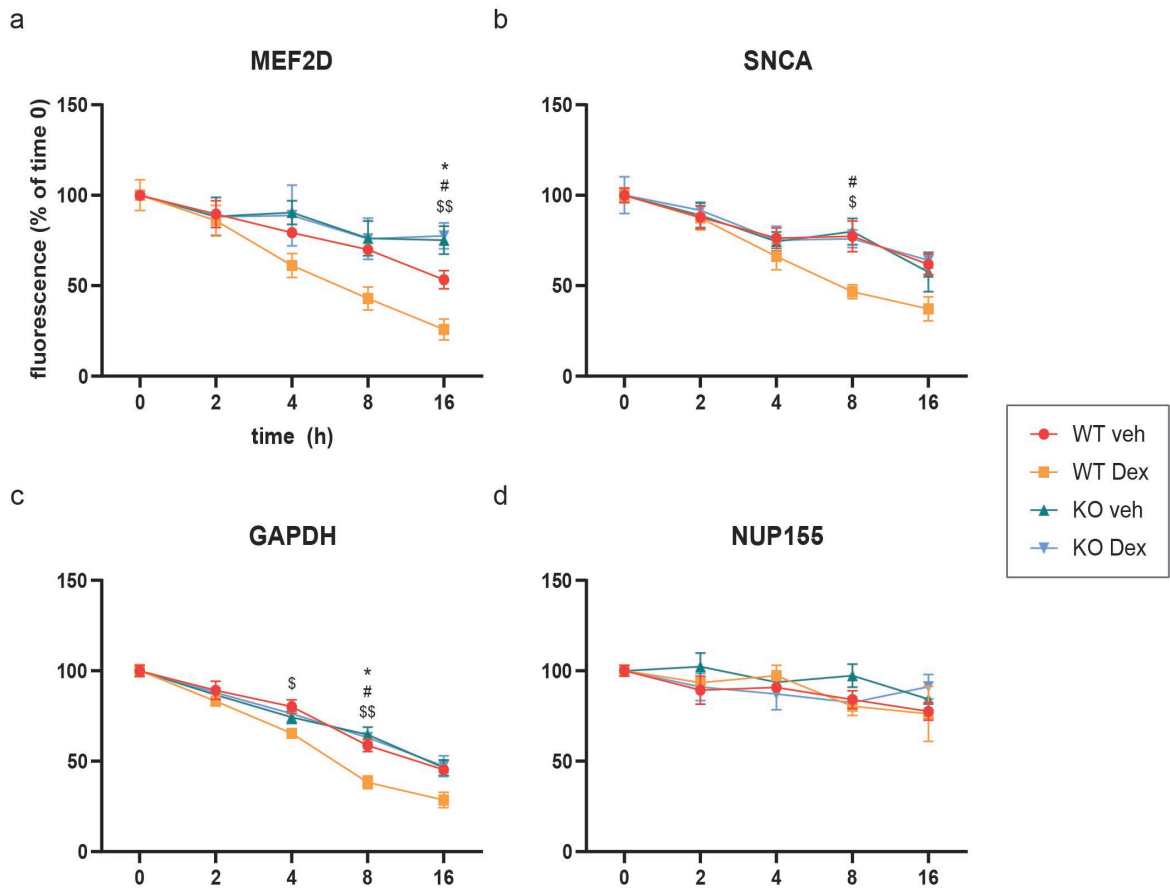 a
MEF2D
fluorescence (% of time 0)
150
100
50
0
*
#
$$
0 2 4 8 16
time (h)
b
SNCA
150
100
50
0
#
$
0 2 4 8 16
WT veh
WT Dex
KO veh
KO Dex
c
GAPDH
150
100
50
0
$
*
#
$$
0 2 4 8 16
d
NUP155
150
100
50
0
0 2 4 8 16